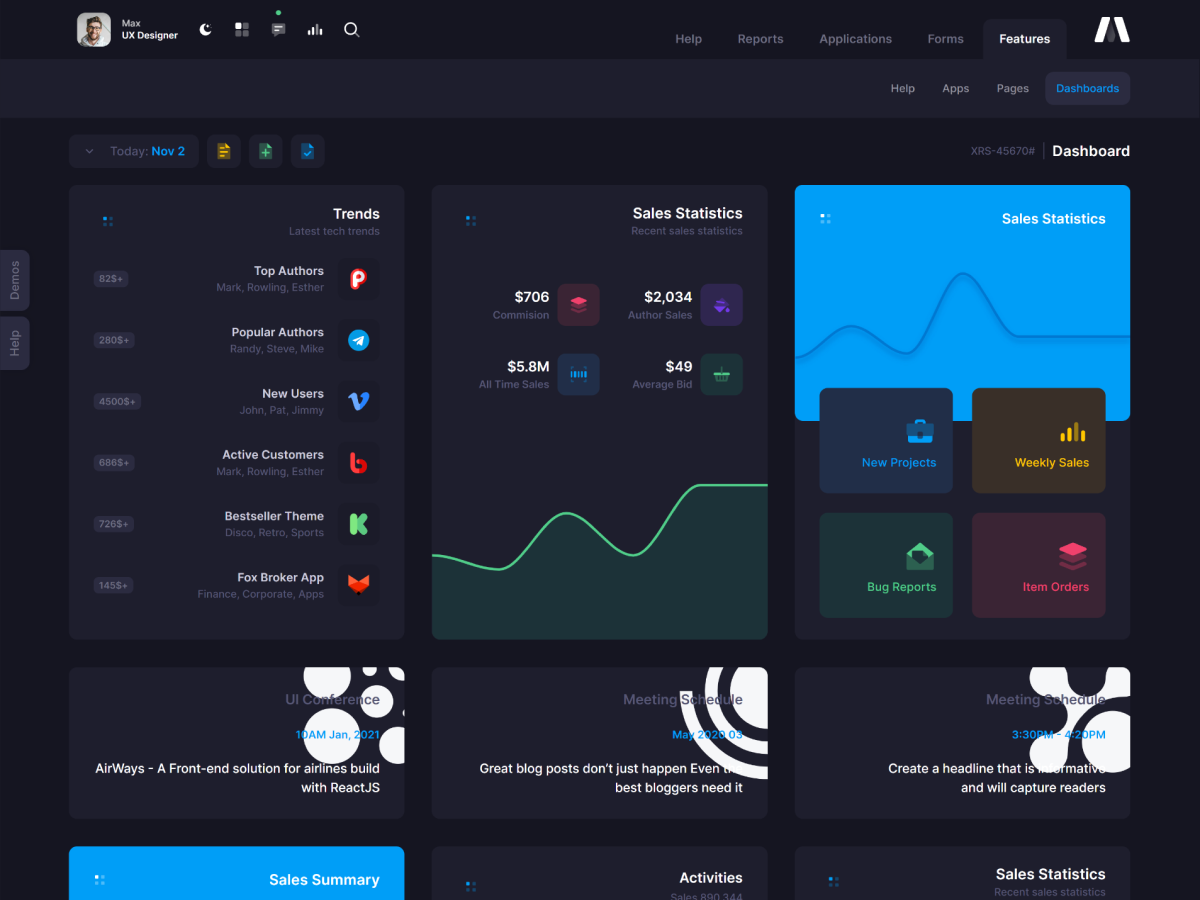 Max
UX Designer
Help
Reports
Applications
Forms
Features
Help
Apps
Pages
Dashboards
Today: Nov 2
XRS-45670#
Dashboard
Demos
Help
Trends
Latest tech trends
82$+
Top Authors
Mark, Rowling, Esther
280$+
Popular Authors
Randy, Steve, Mike
4500$+
New Users
John, Pat, Jimmy
686$+
Active Customers
Mark, Rowling, Esther
726$+
Bestseller Theme
Disco, Retro, Sports
145$+
Fox Broker App
Finance, Corporate, Apps
Sales Statistics
Recent sales statistics
$706
Commision
$2,034
Author Sales
$5.8M
All Time Sales
$49
Average Bid
Sales Statistics
New Projects
Weekly Sales
Bug Reports
Item Orders
UI Conference
10AM Jan, 2021
AirWays - A Front-end solution for airlines build
with ReactJS
Meeting Schedule
May 2020 03
Great blog posts don't just happen Even the
best bloggers need it
Meeting Schedule
3:30PM - 4:20PM
Create a headline that is informative
and will capture readers
Sales Summary
Activities
Sales 890,344
Sales Statistics
Recent sales statistics